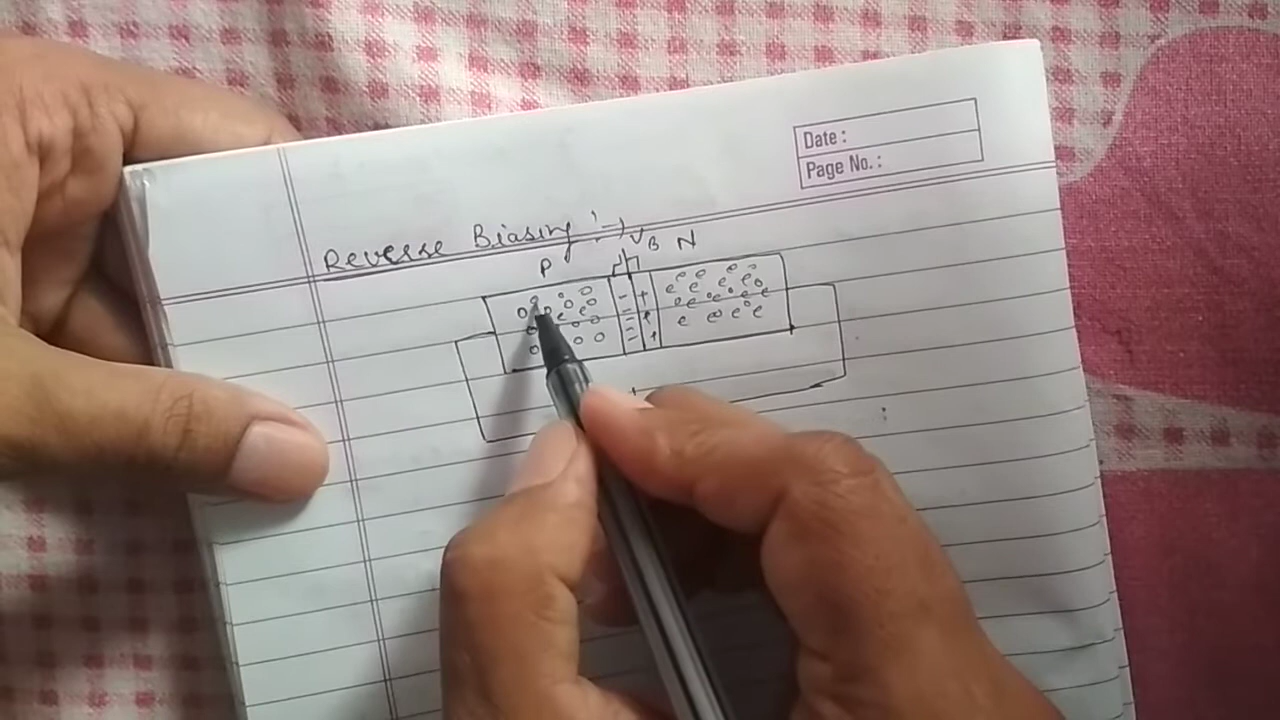 Date :
Page No. :
Reverse Biasing :→
P VB N